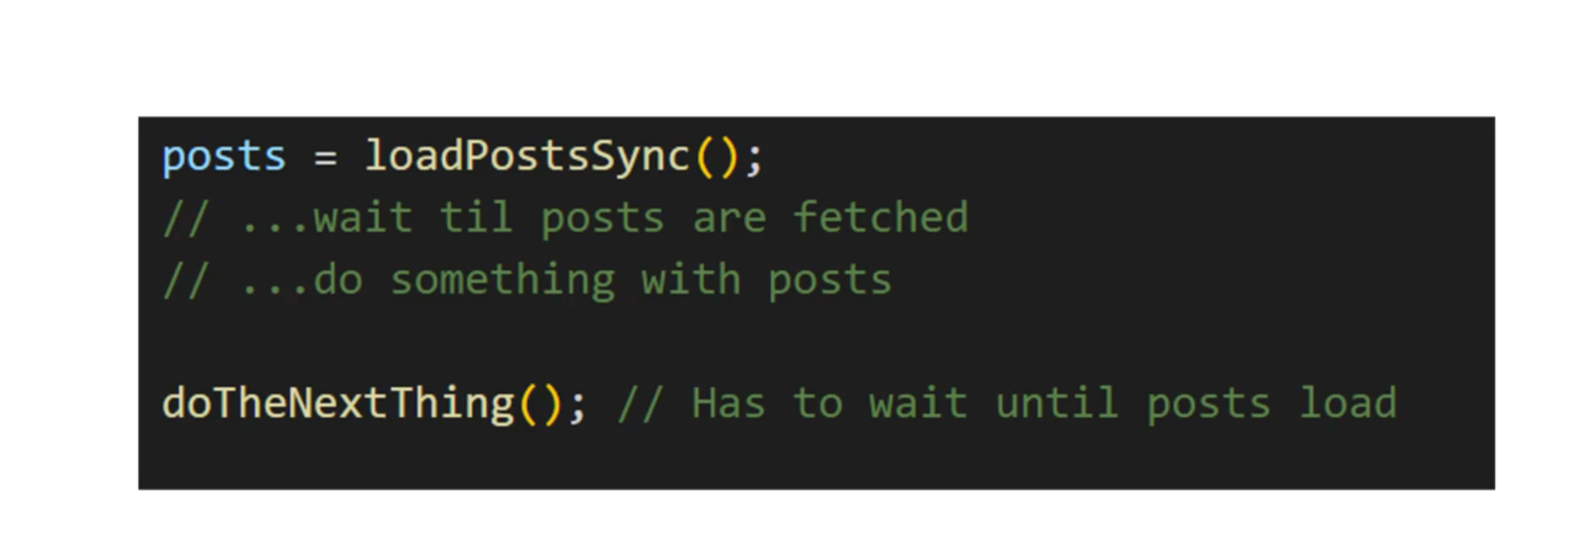 posts = loadPostsSync();
// ...wait til posts are fetched
// ...do something with posts
doTheNextThing(); // Has to wait until posts load